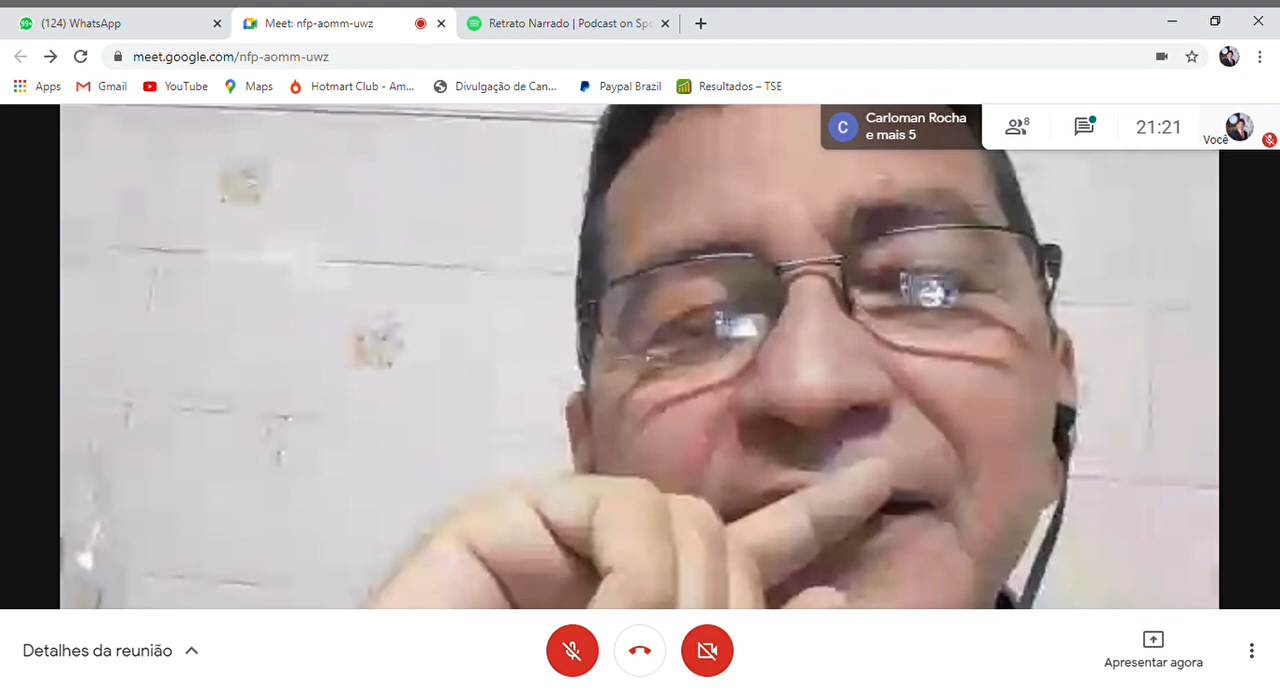 99+ (124) WhatsApp
Meet: nfp-aomm-uwz
Retrato Narrado | Podcast on Spo
meet.google.com/nfp-aomm-uwz
Apps
Gmail
YouTube
Maps
Hotmart Club - Am...
Divulgação de Can...
Paypal Brazil
Resultados – TSE
C
Carloman Rocha
e mais 5
8
21:21
Você
Detalhes da reunião
Apresentar agora